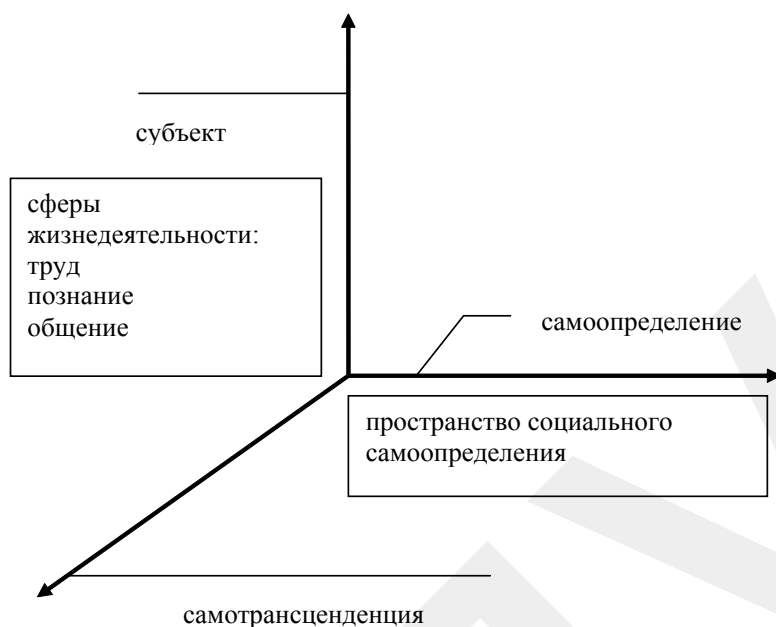 субъект
сферы
жизнедеятельности:
труд
познание
общение
самоопределение
пространство социального
самоопределения
самотрансценденция